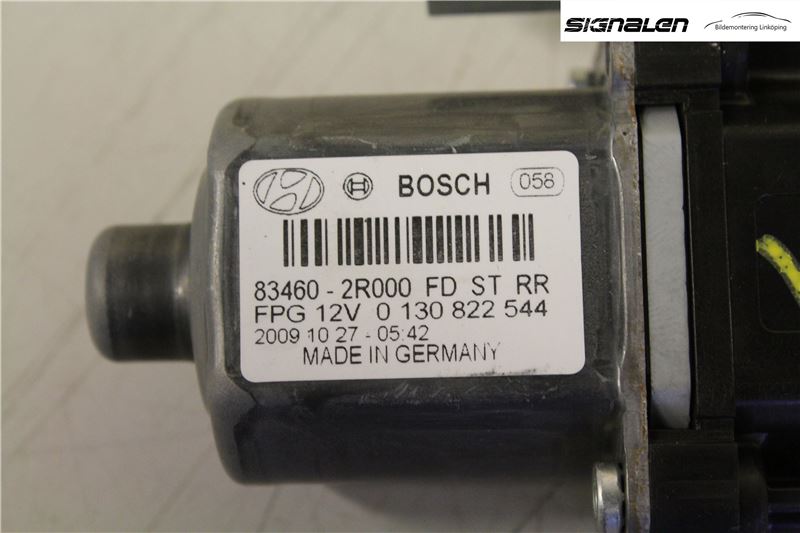 SIGNALEN
Bildemontering Linköping
BOSCH 058
83460 - 2R000 FD ST RR
FPG 12V 0 130 822 544
2009 10 27 - 05:42
MADE IN GERMANY